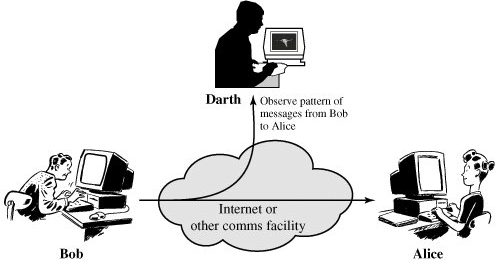 Darth
Observe pattern of
messages from Bob
to Alice
Internet or
other comms facility
Bob
Alice